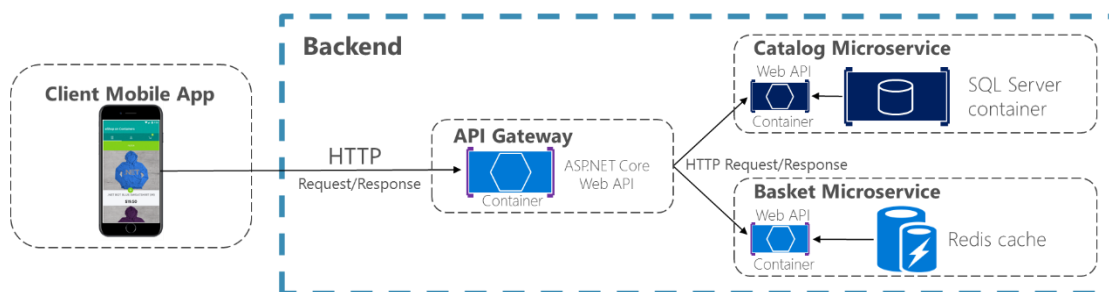 Backend
Client Mobile App
HTTP
Request/Response
API Gateway
ASP.NET Core
Web API
Container
HTTP Request/Response
Catalog Microservice
Web API
Container
SQL Server
container
Basket Microservice
Web API
Container
Redis cache
.NET